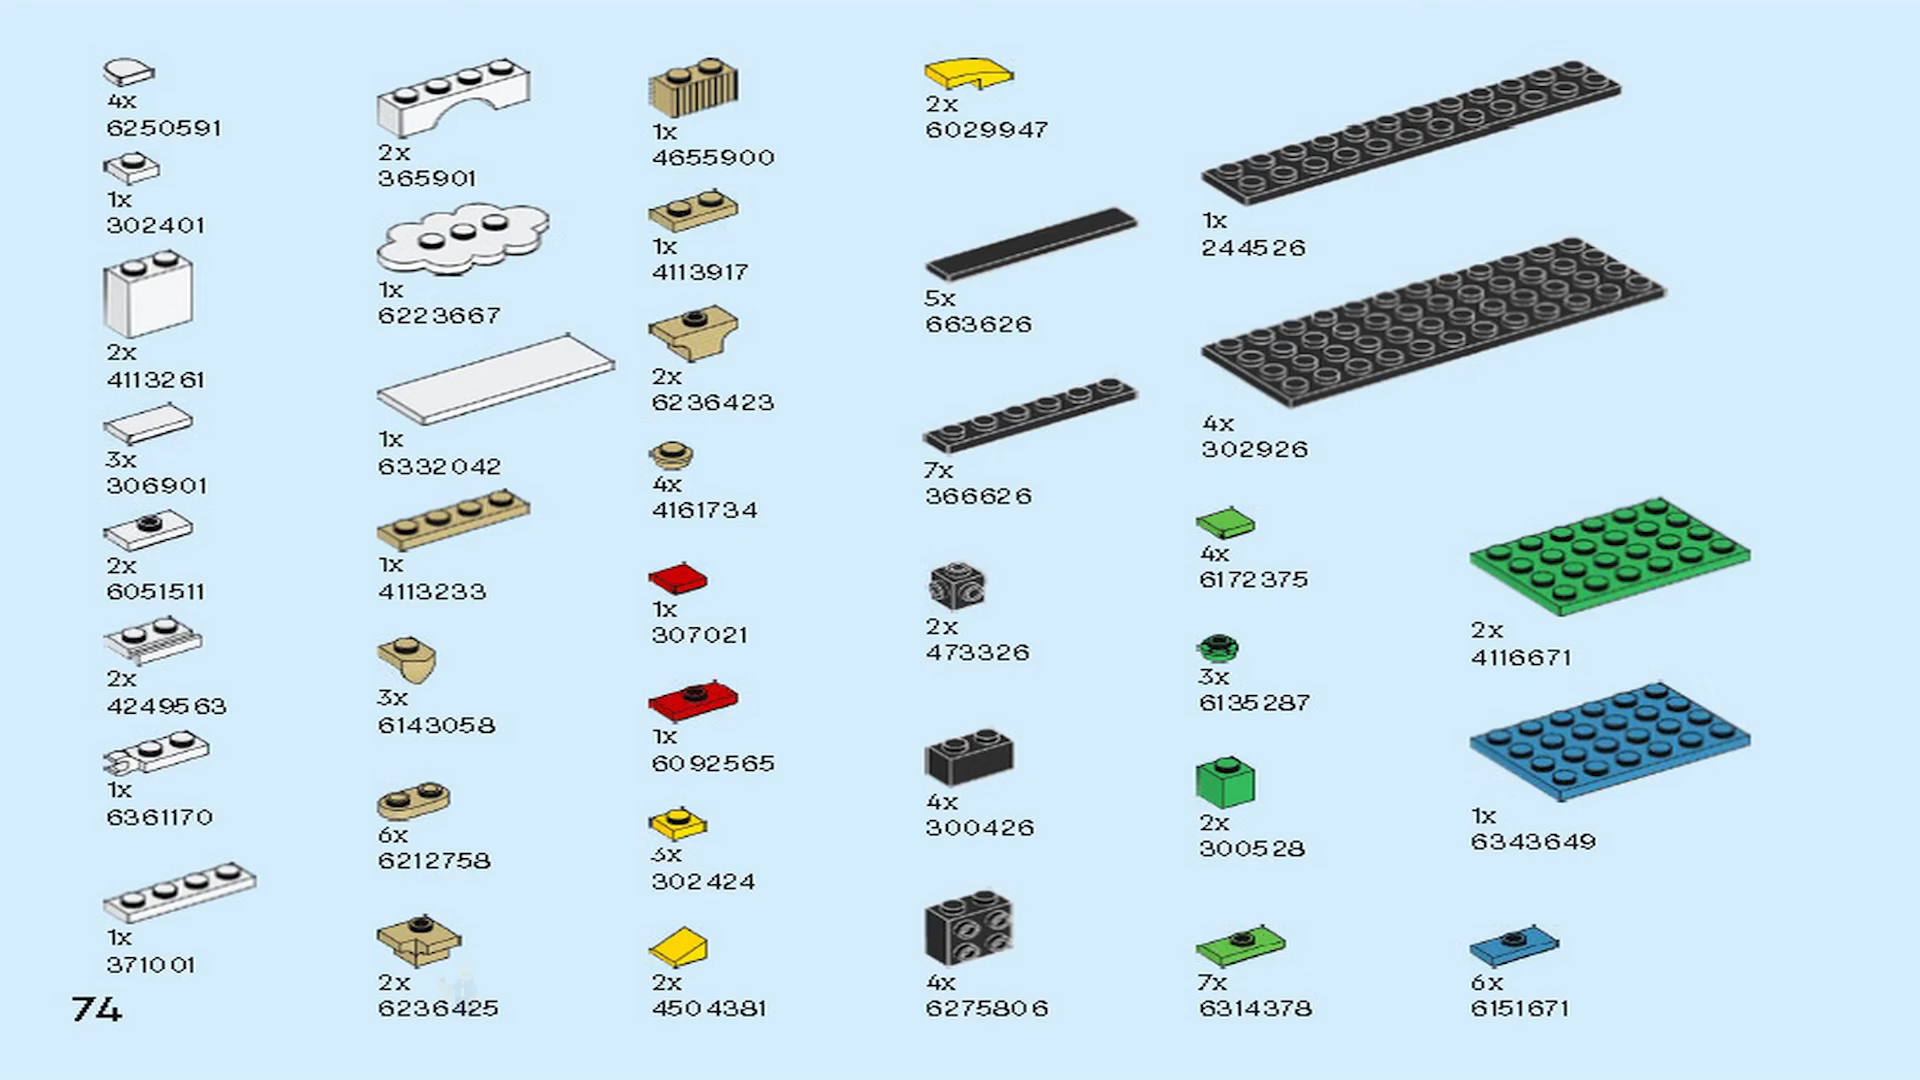 4x
6250591
1x
302401
2x
4113261
3x
306901
2x
6051511
2x
4249563
1x
6361170
1x
371001
2x
365901
1x
6223667
1x
6332042
1x
4113233
3x
6143058
6x
6212758
2x
6236425
1x
4655900
1x
4113917
2x
6236423
4x
4161734
1x
307021
1x
6092565
3x
302424
2x
4504381
2x
6029947
5x
663626
7x
366626
2x
473326
4x
300426
4x
6275806
1x
244526
4x
302926
4x
6172375
3x
6135287
2x
300528
7x
6314378
2x
4116671
1x
6343649
6x
6151671
74